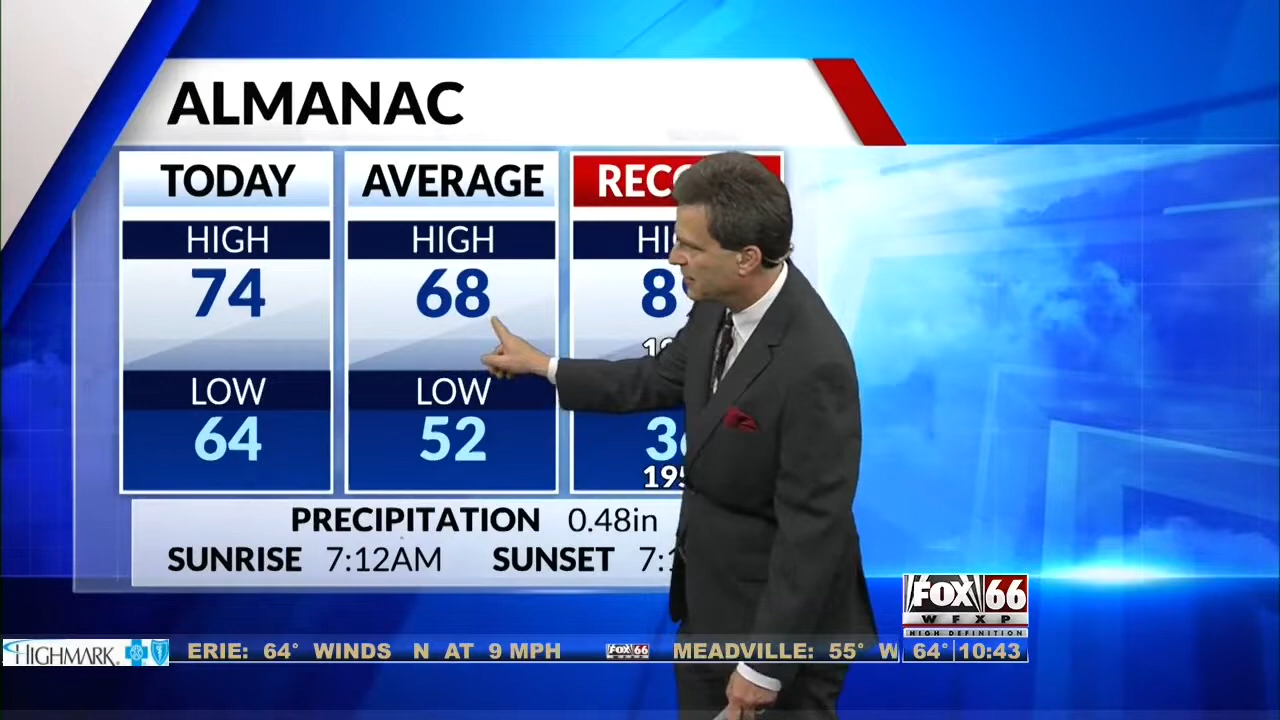 ALMANAC
TODAY
HIGH
74
LOW
64
AVERAGE
HIGH
68
LOW
52
PRECIPITATION 0.48in
SUNRISE 7:12AM SUNSET
FOX 66
WFXP
HIGH DEFINITION
HIGHMARK
ERIE: 64° WINDS N AT 9 MPH FOX 66 MEADVILLE: 55° W 64° 10:43